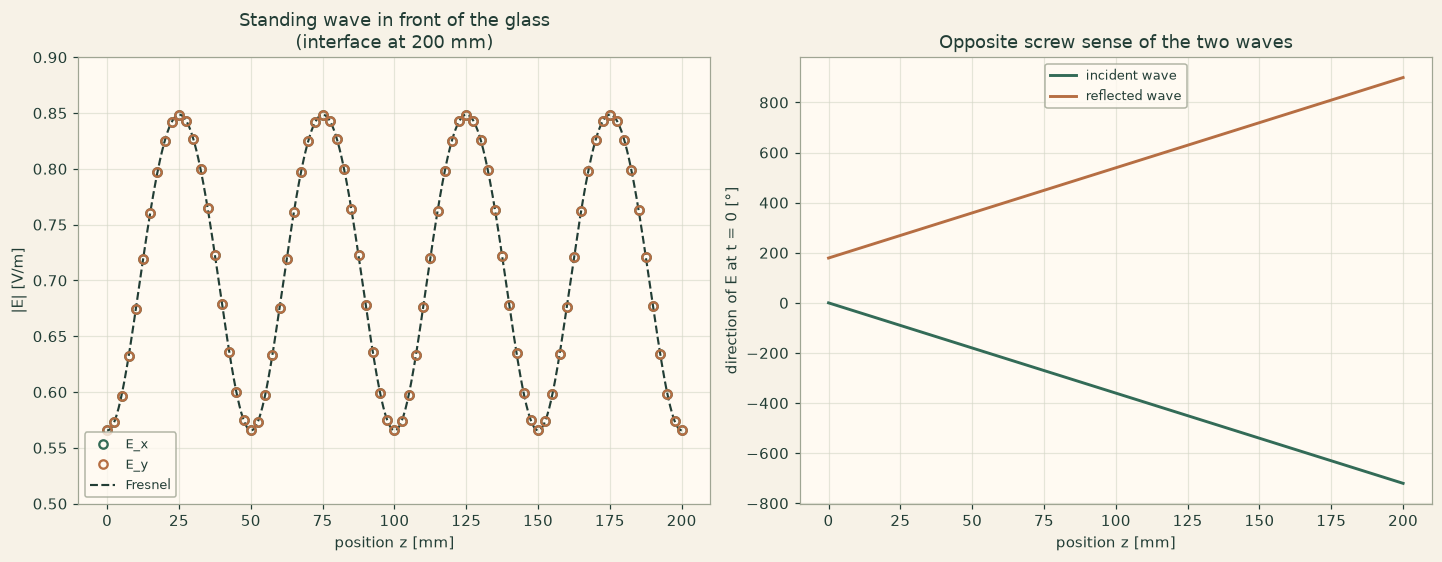 Standing wave in front of the glass
(interface at 200 mm)
0.90
0.85
0.80
0.75
0.70
0.65
0.60
0.55
0.50
|E| [V/m]
E_x
E_y
Fresnel
0 25 50 75 100 125 150 175 200
position z [mm]
Opposite screw sense of the two waves
incident wave
reflected wave
800
600
400
200
0
−200
−400
−600
−800
direction of E at t = 0 [°]
0 25 50 75 100 125 150 175 200
position z [mm]